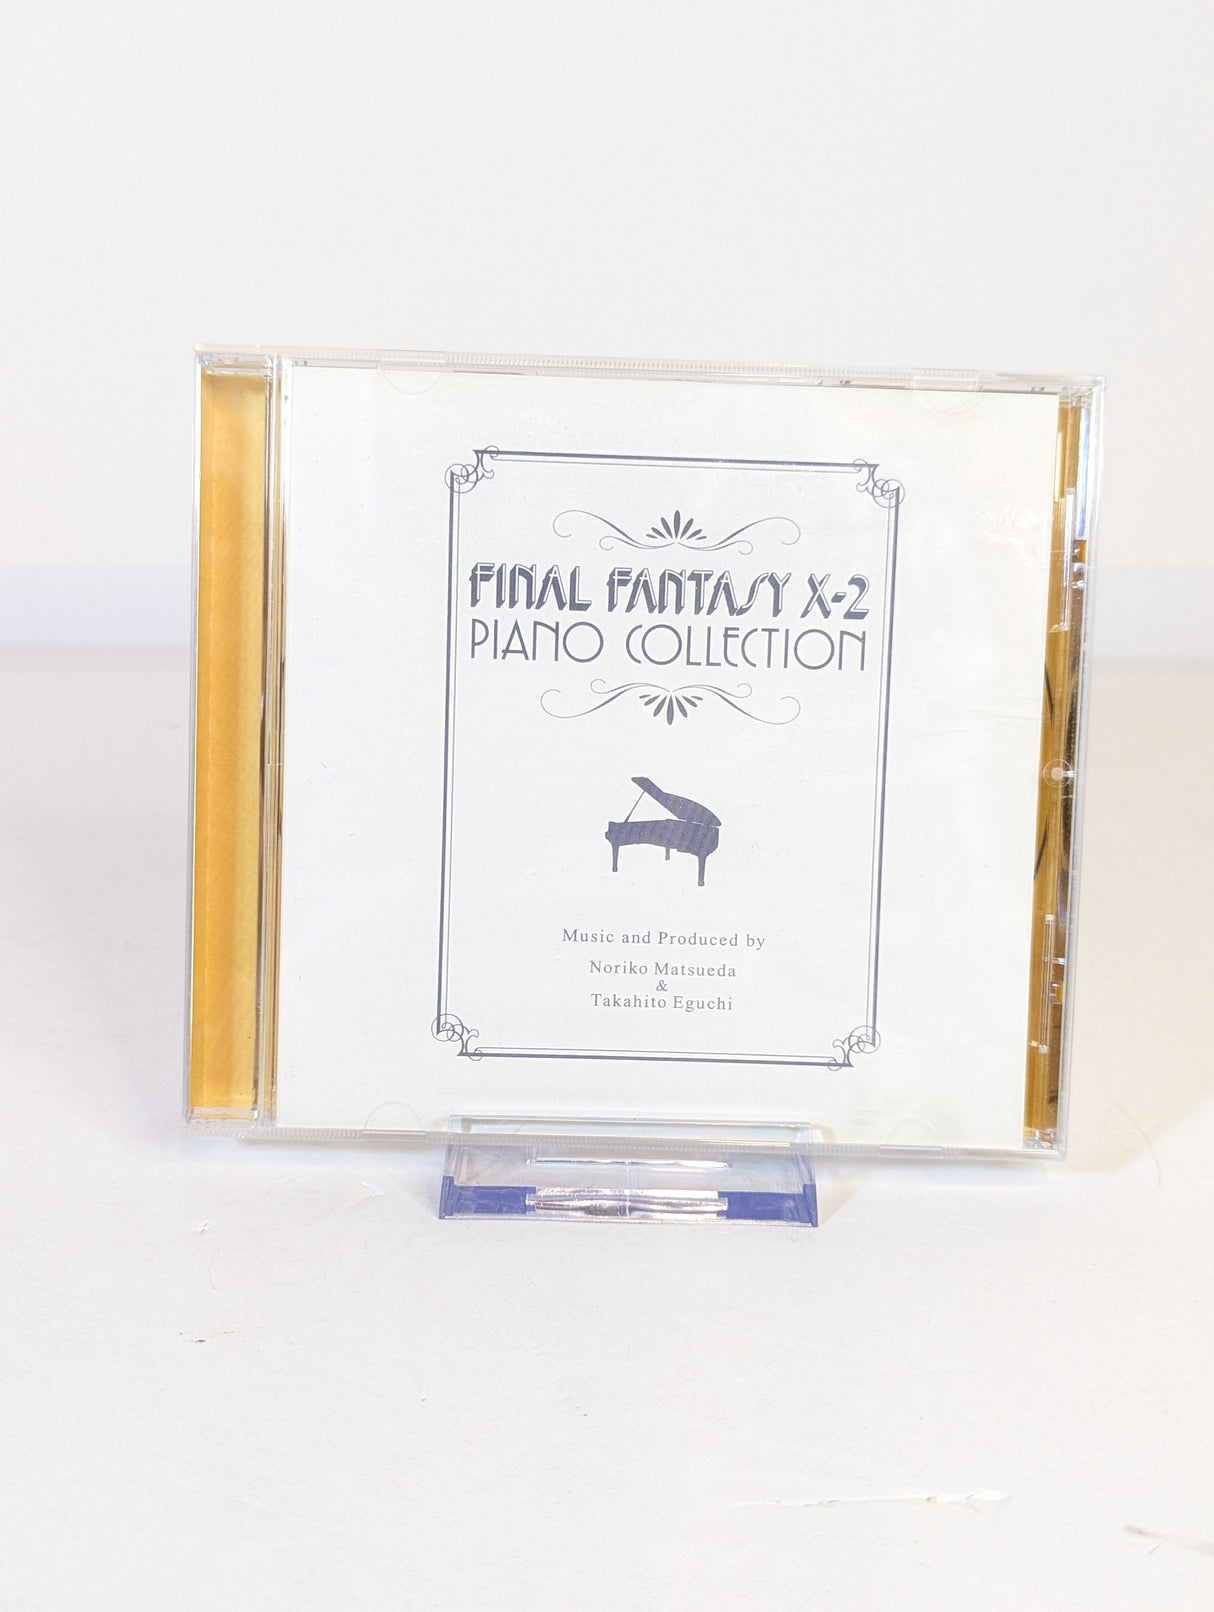 FINAL FANTASY X-2
PIANO COLLECTION
Music and Produced by
Noriko Matsueda
&
Takahito Eguchi